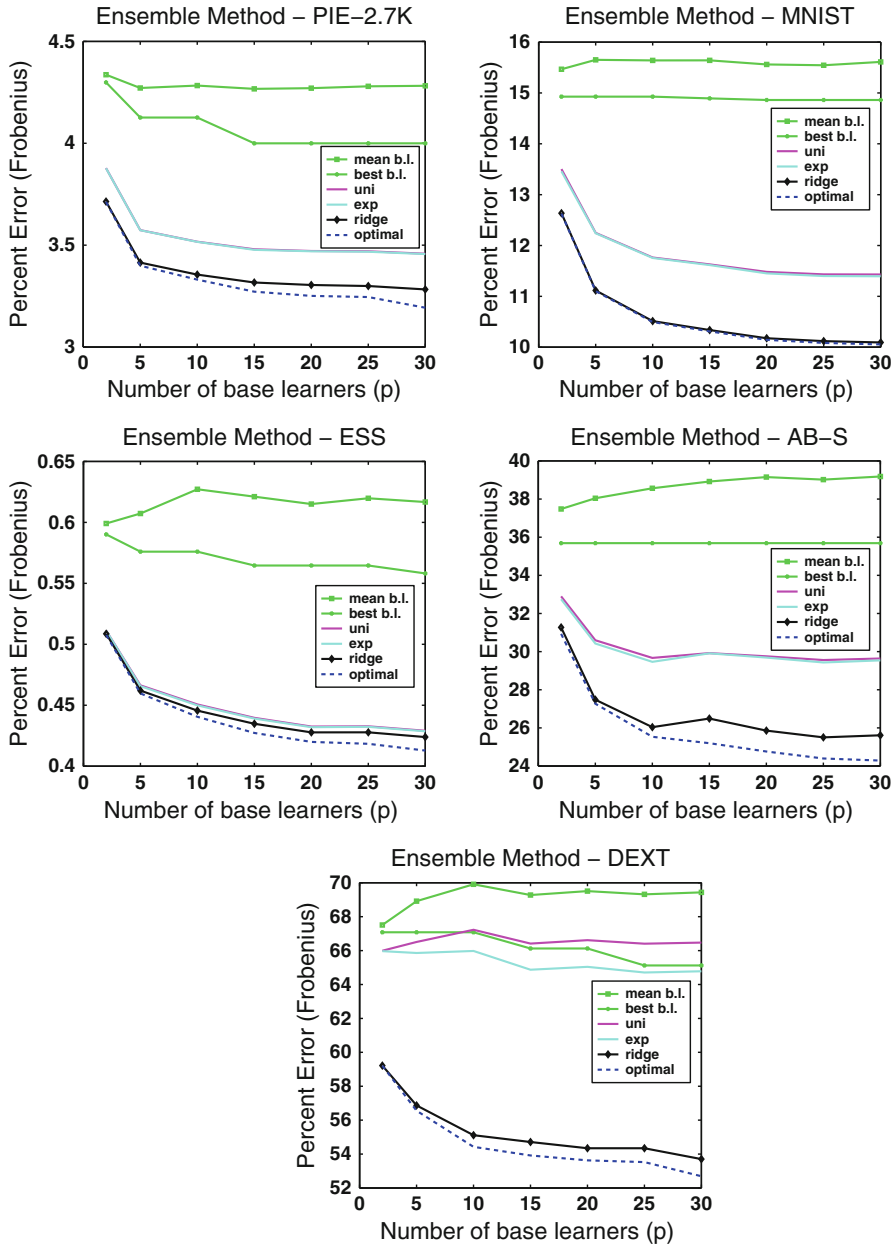 Ensemble Method – PIE–2.7K
Percent Error (Frobenius)
4.5
4
3.5
3
0 5 10 15 20 25 30
Number of base learners (p)
mean b.l.
best b.l.
uni
exp
ridge
optimal
Ensemble Method – MNIST
Percent Error (Frobenius)
16
15
14
13
12
11
10
0 5 10 15 20 25 30
Number of base learners (p)
mean b.l.
best b.l.
uni
exp
ridge
optimal
Ensemble Method – ESS
Percent Error (Frobenius)
0.65
0.6
0.55
0.5
0.45
0.4
0 5 10 15 20 25 30
Number of base learners (p)
mean b.l.
best b.l.
uni
exp
ridge
optimal
Ensemble Method – AB–S
Percent Error (Frobenius)
40
38
36
34
32
30
28
26
24
0 5 10 15 20 25 30
Number of base learners (p)
mean b.l.
best b.l.
uni
exp
ridge
optimal
Ensemble Method – DEXT
Percent Error (Frobenius)
70
68
66
64
62
60
58
56
54
52
0 5 10 15 20 25 30
Number of base learners (p)
mean b.l.
best b.l.
uni
exp
ridge
optimal